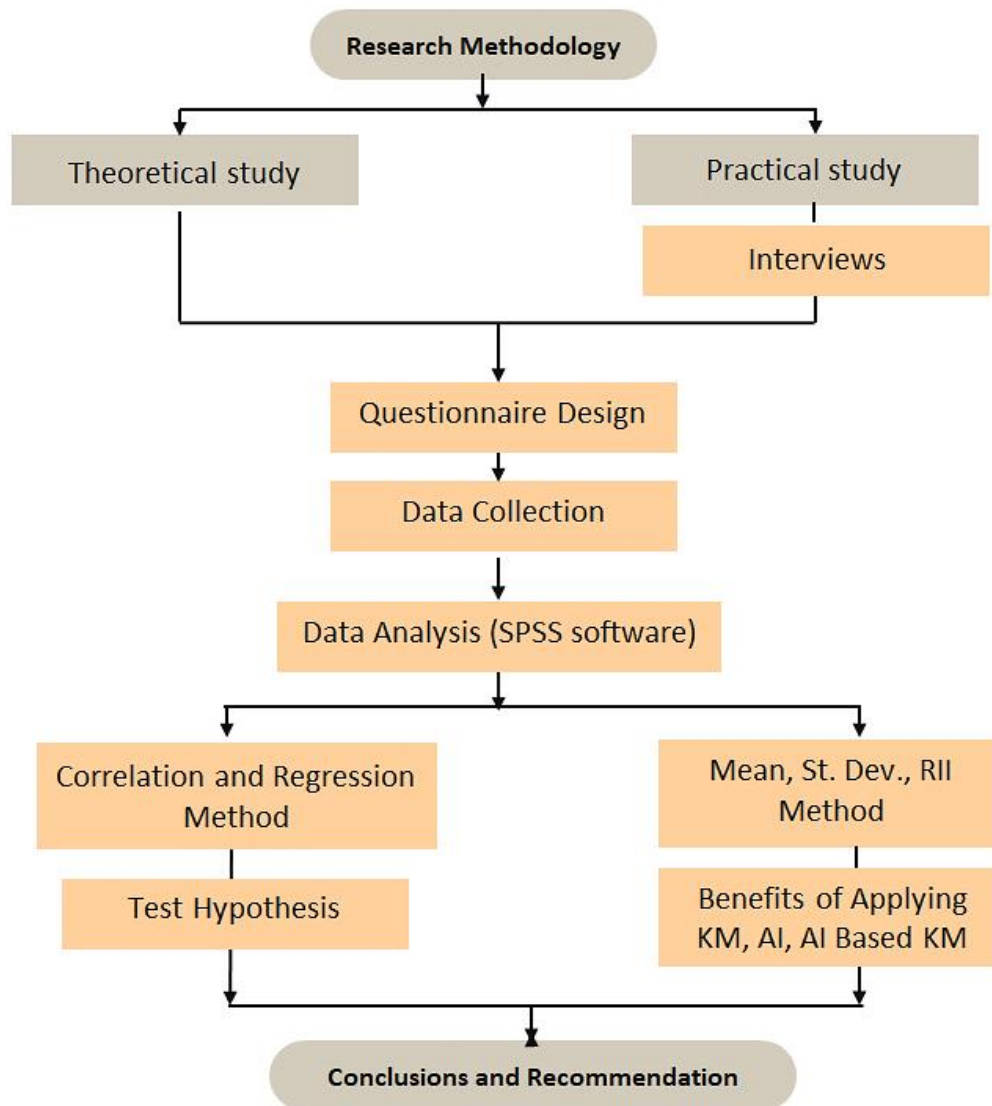 Research Methodology
Theoretical study
Practical study
Interviews
Questionnaire Design
Data Collection
Data Analysis (SPSS software)
Correlation and Regression
Method
Mean, St. Dev., RII
Method
Test Hypothesis
Benefits of Applying
KM, AI, AI Based KM
Conclusions and Recommendation